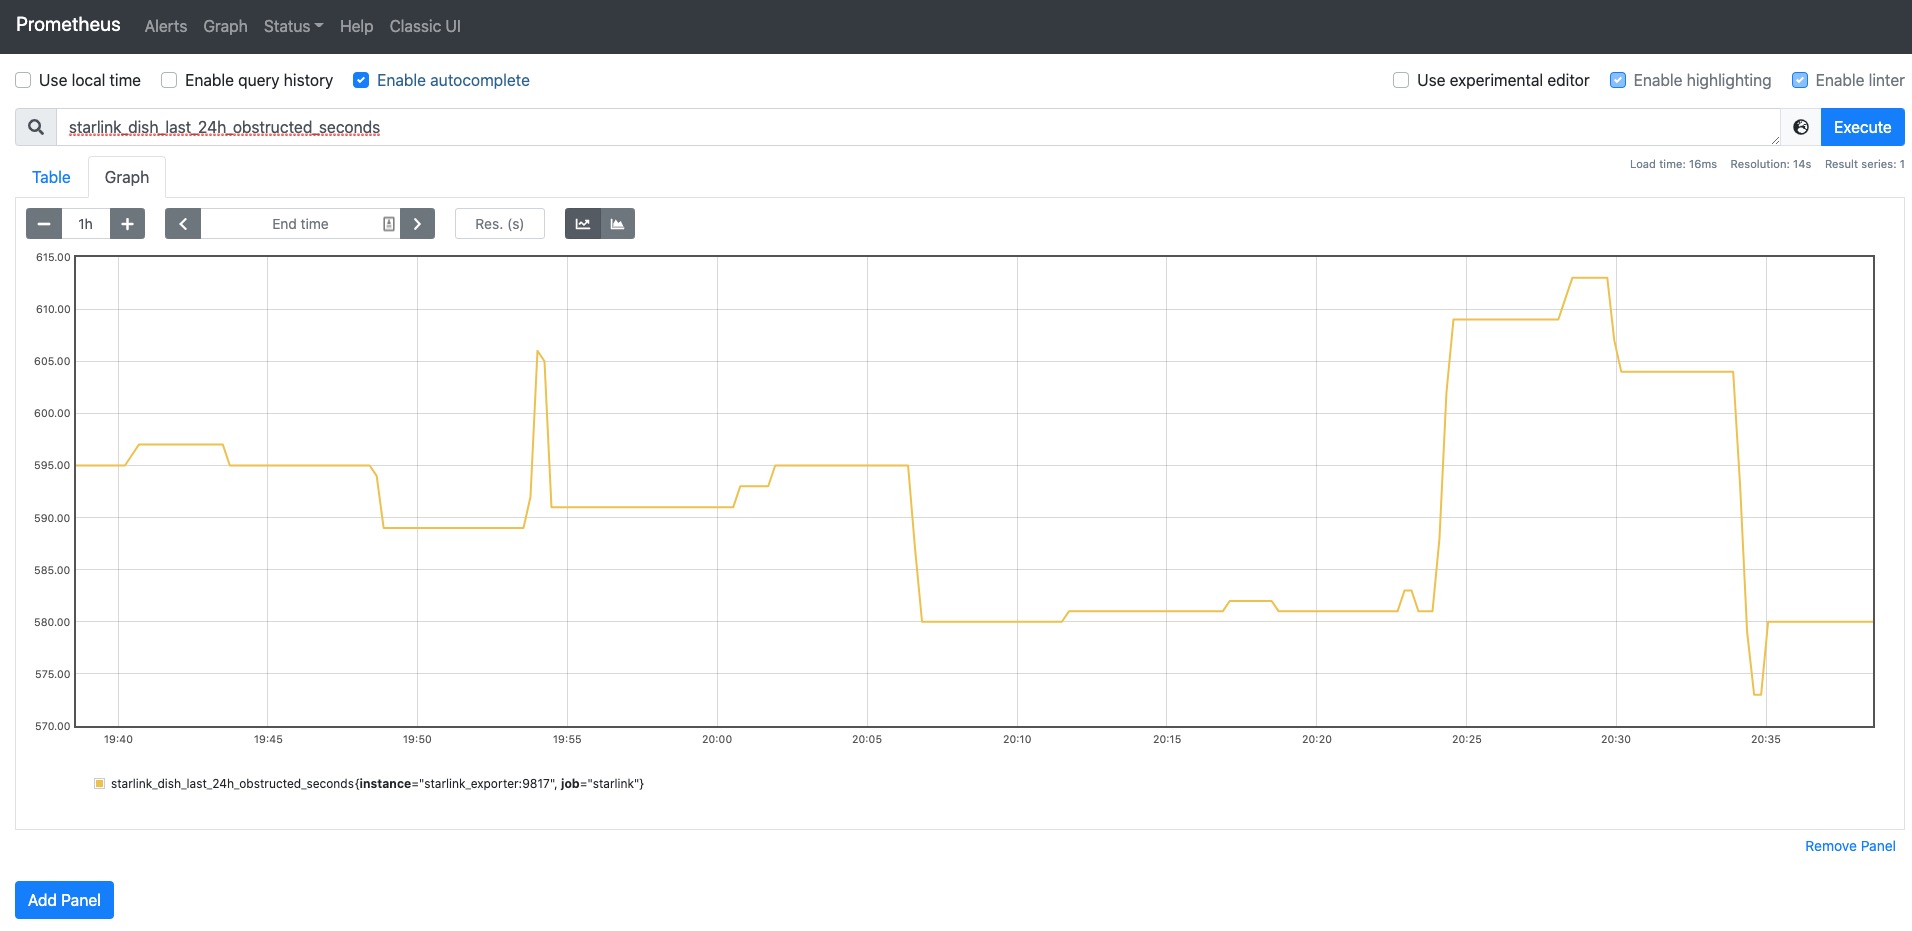 Prometheus Alerts Graph Status Help Classic UI
Use local time Enable query history Enable autocomplete Use experimental editor Enable highlighting Enable linter
starlink_dish_last_24h_obstructed_seconds Execute
Load time: 16ms Resolution: 14s Result series: 1
Table Graph
1h End time Res. (s)
615.00
610.00
605.00
600.00
595.00
590.00
585.00
580.00
575.00
570.00
19:40 19:45 19:50 19:55 20:00 20:05 20:10 20:15 20:20 20:25 20:30 20:35
starlink_dish_last_24h_obstructed_seconds{instance="starlink_exporter:9817", job="starlink"}
Remove Panel
Add Panel